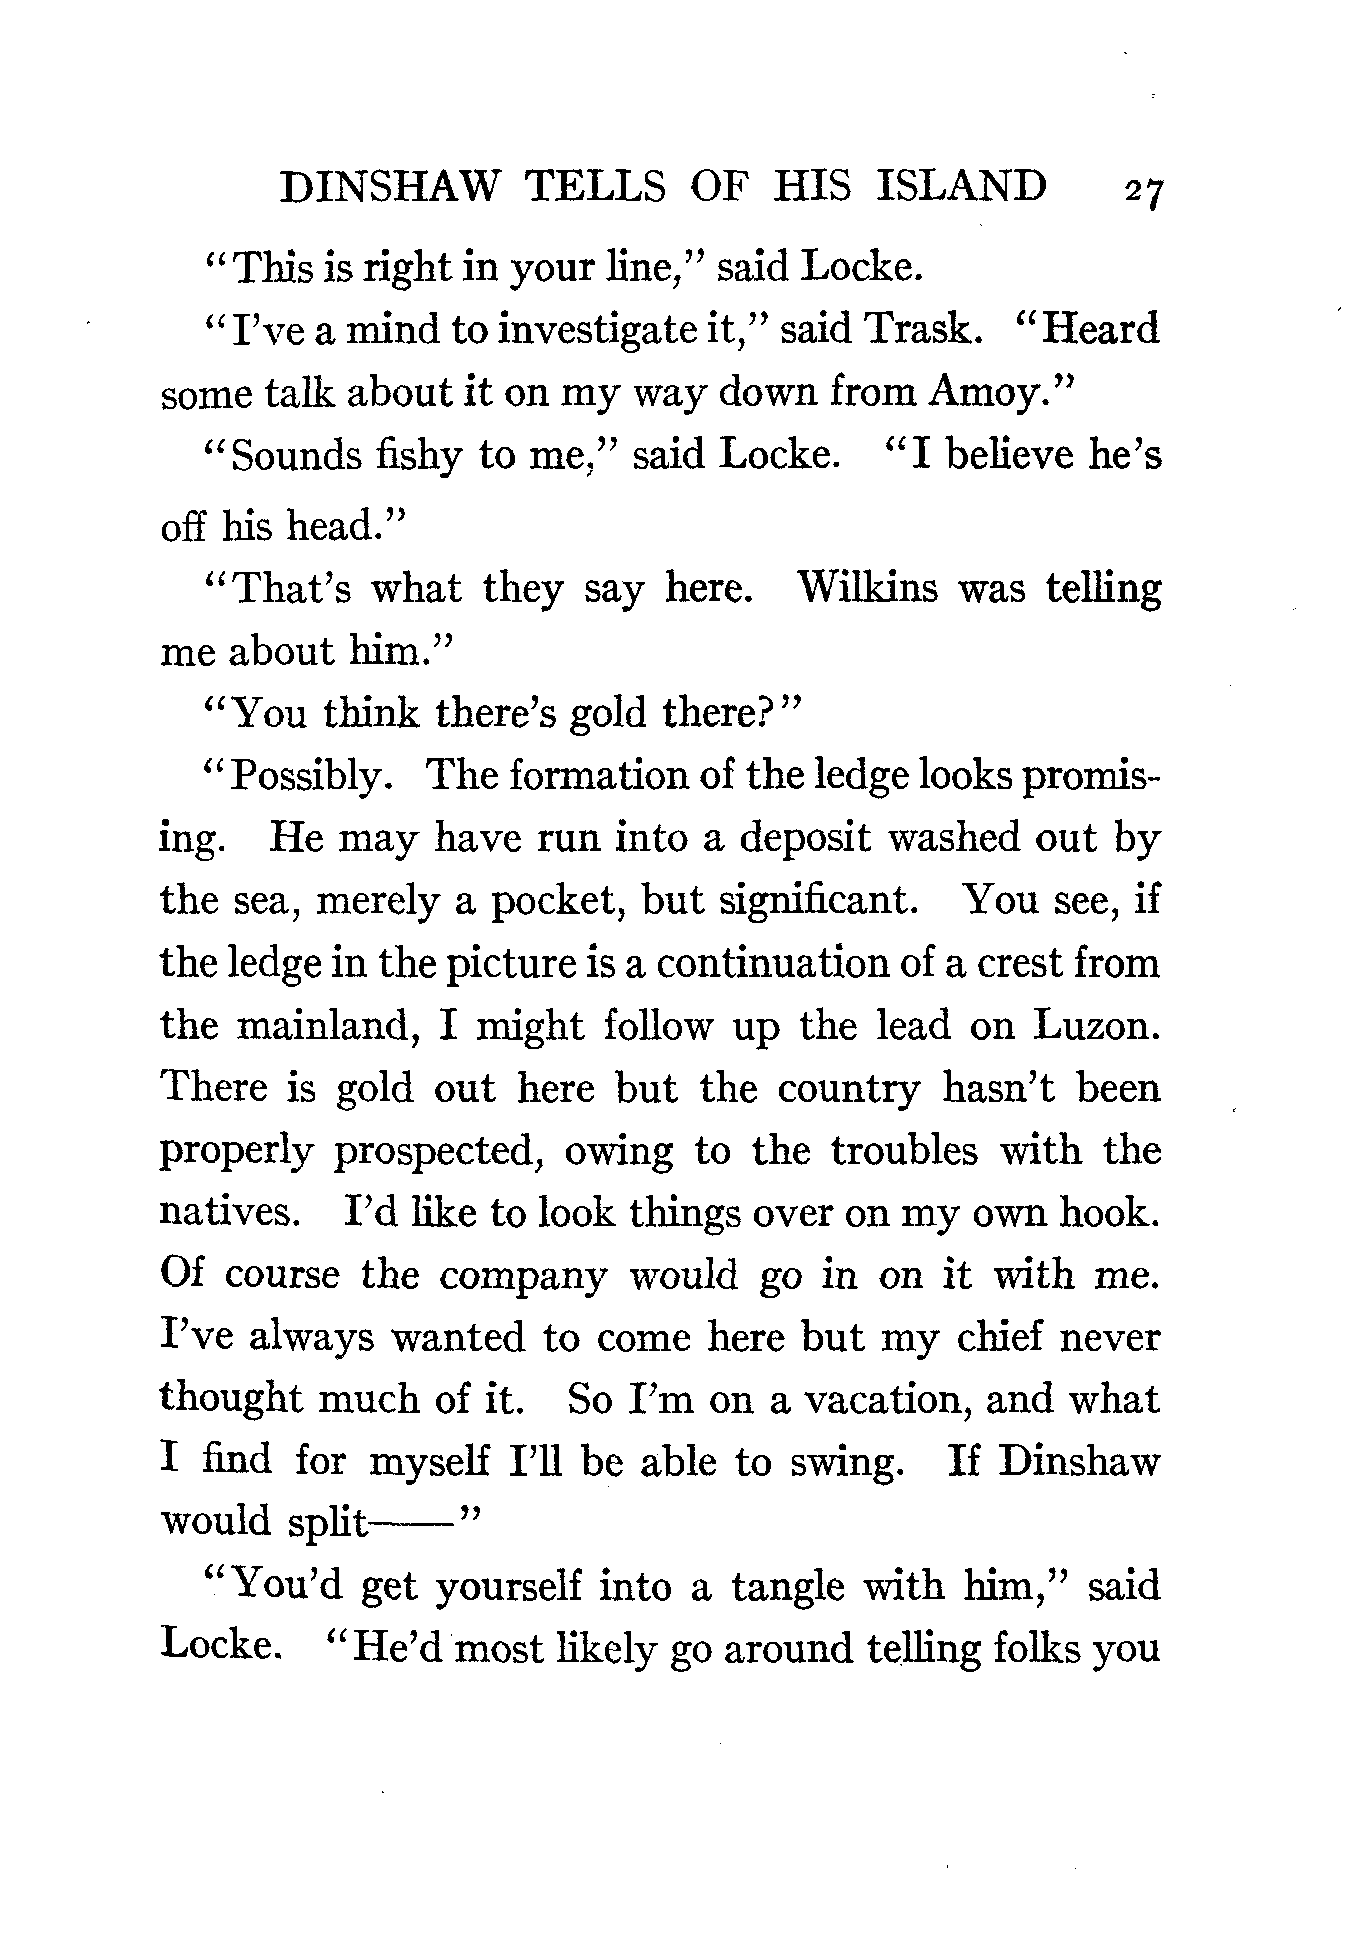 DINSHAW TELLS OF HIS ISLAND 27
"This is right in your line," said Locke.
"I've a mind to investigate it," said Trask. "Heard
some talk about it on my way down from Amoy."
"Sounds fishy to me," said Locke. "I believe he's
off his head."
"That's what they say here. Wilkins was telling
me about him."
"You think there's gold there?"
"Possibly. The formation of the ledge looks promis-
ing. He may have run into a deposit washed out by
the sea, merely a pocket, but significant. You see, if
the ledge in the picture is a continuation of a crest from
the mainland, I might follow up the lead on Luzon.
There is gold out here but the country hasn't been
properly prospected, owing to the troubles with the
natives. I'd like to look things over on my own hook.
Of course the company would go in on it with me.
I've always wanted to come here but my chief never
thought much of it. So I'm on a vacation, and what
I find for myself I'll be able to swing. If Dinshaw
would split——"
"You'd get yourself into a tangle with him," said
Locke. "He'd most likely go around telling folks you